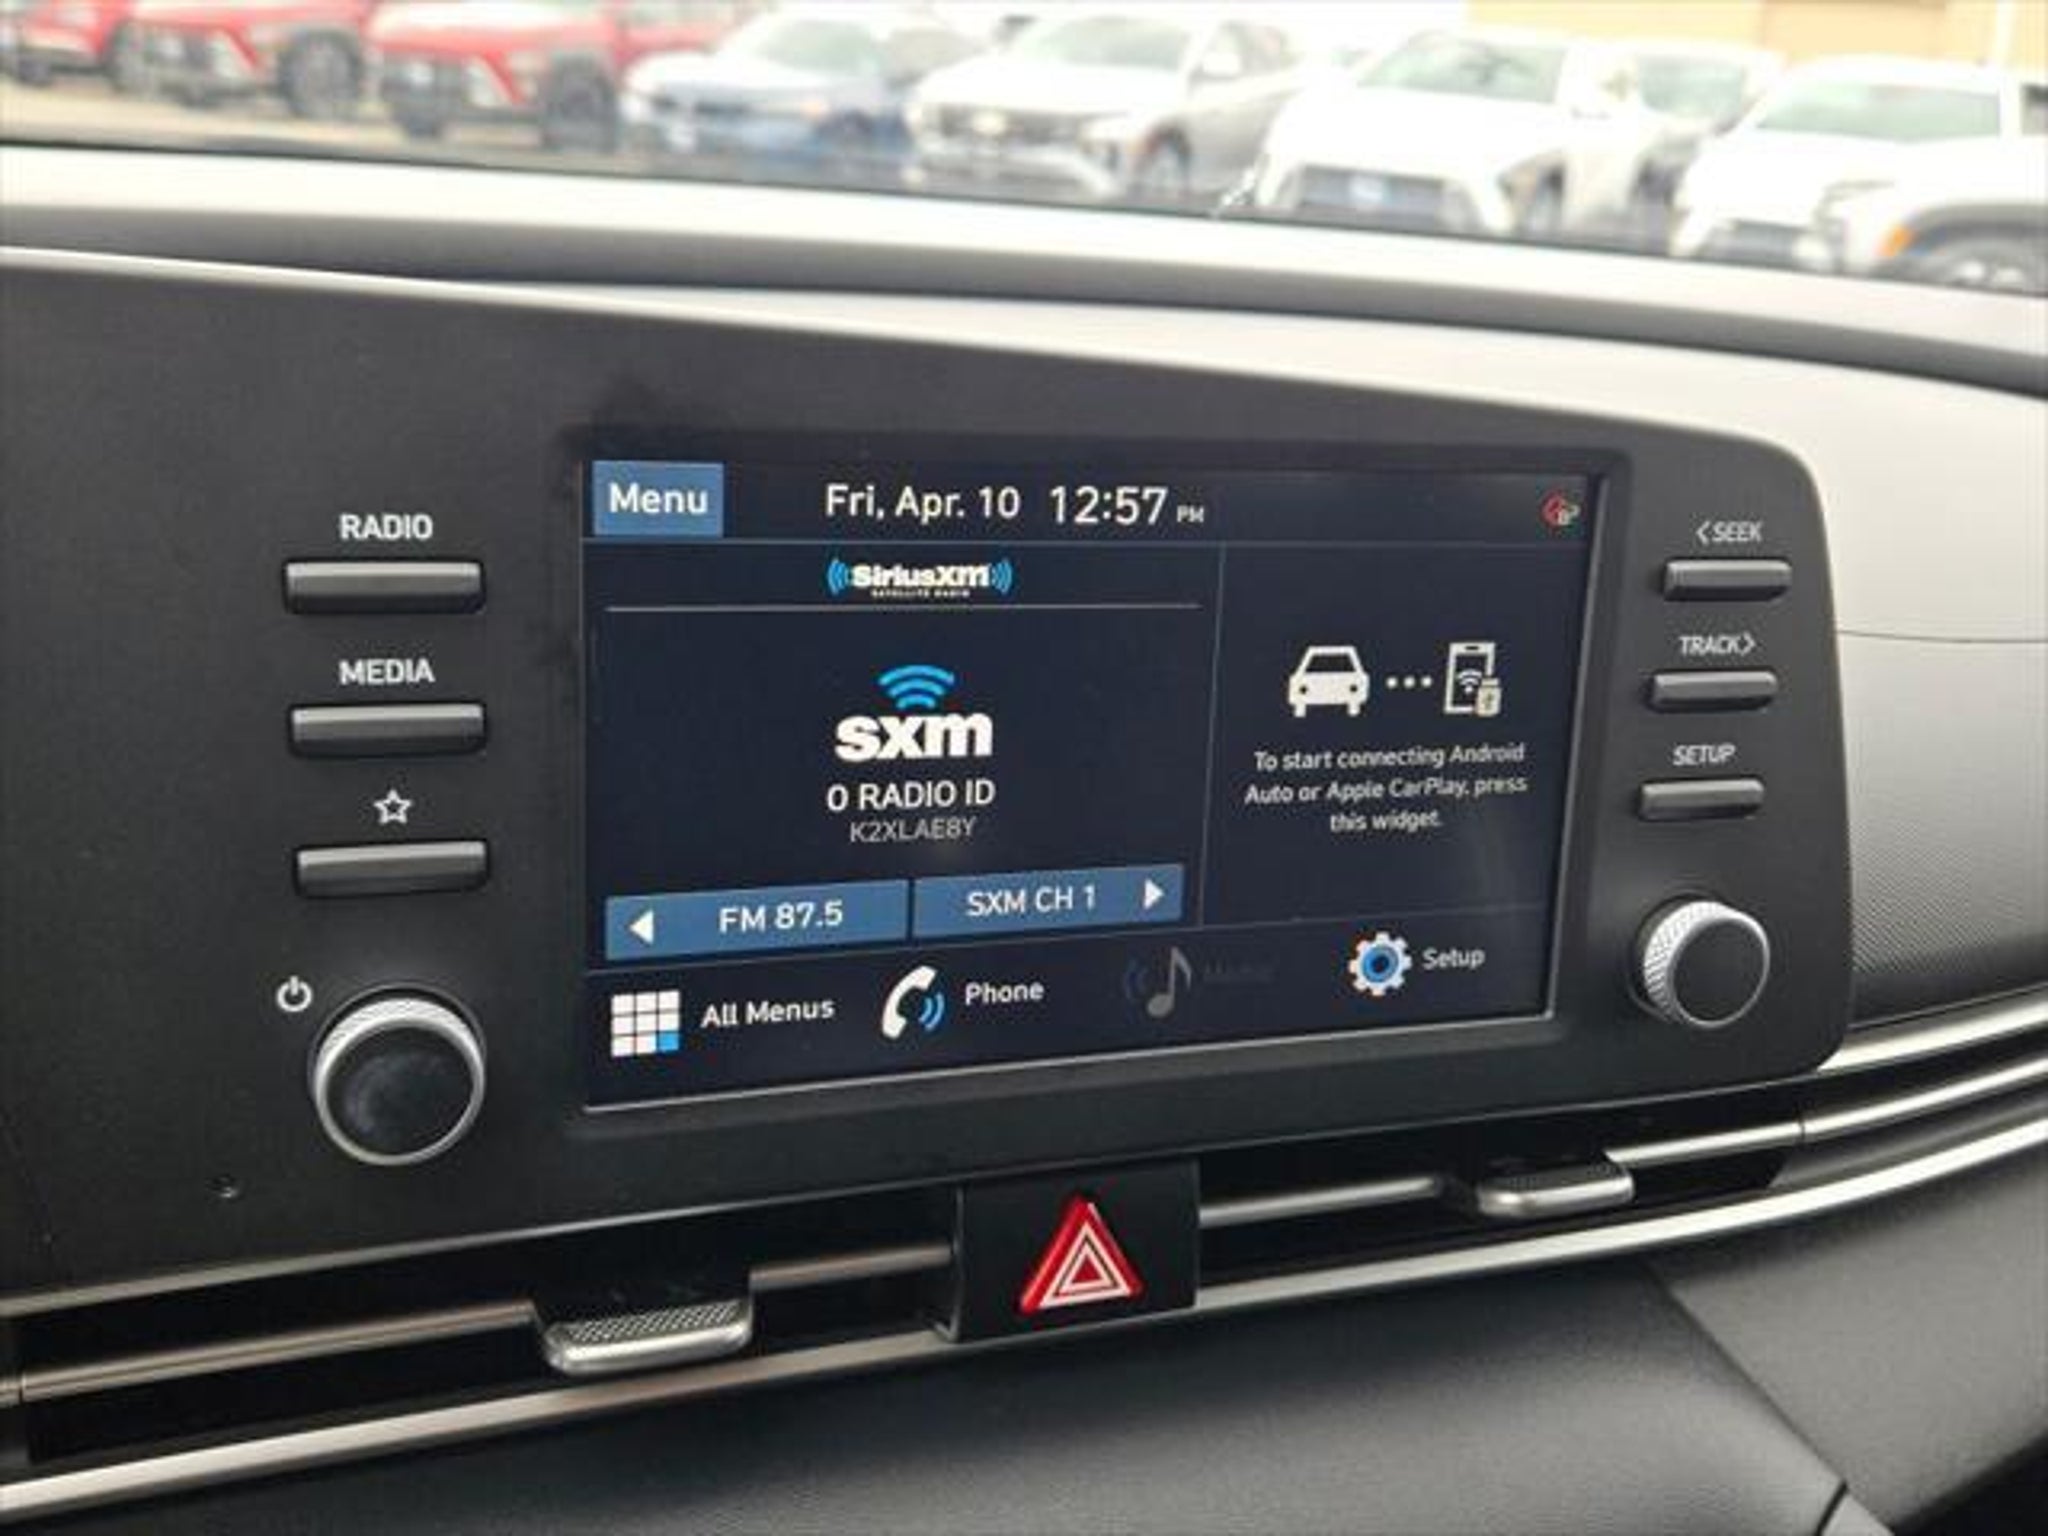 RADIO
MEDIA
Menu
Fri, Apr. 10 12:57 PM
SiriusXM
SATELLITE RADIO
sxm
0 RADIO ID
K2XLAE8Y
FM 87.5
SXM CH 1
To start connecting Android
Auto or Apple CarPlay, press
this widget.
All Menus
Phone
Setup
<SEEK
TRACK>
SETUP